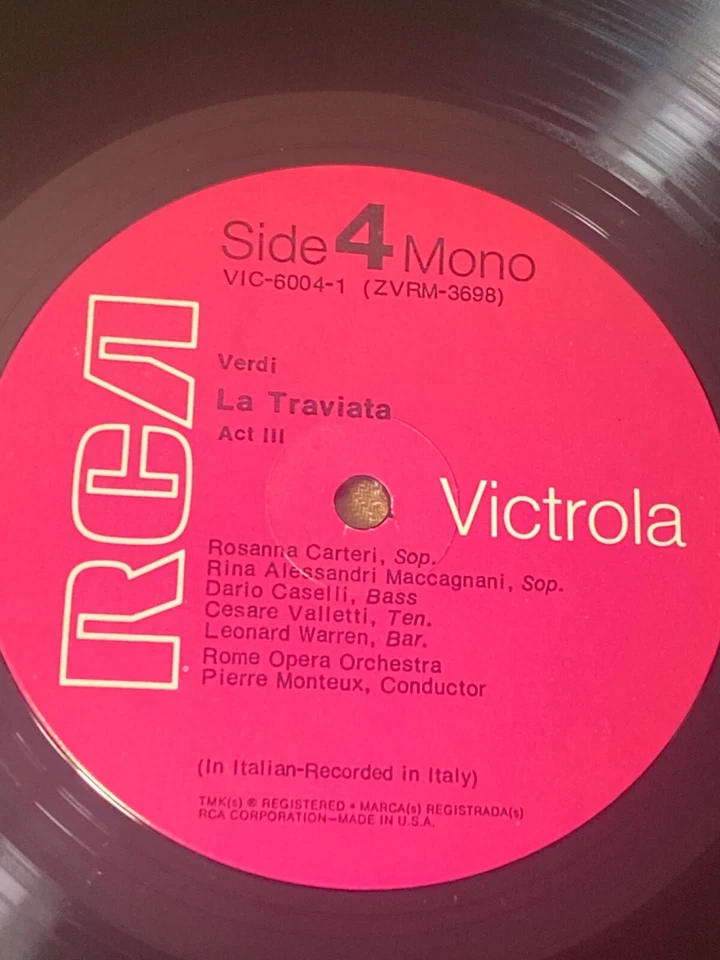 Side 4 Mono
VIC-6004-1 (ZVRM-3698)
RCA
Verdi
La Traviata
Act III
Victrola
Rosanna Carteri, Sop.
Rina Alessandri Maccagnani, Sop.
Dario Caselli, Bass
Cesare Valletti, Ten.
Leonard Warren, Bar.
Rome Opera Orchestra
Pierre Monteux, Conductor
(In Italian-Recorded in Italy)
TMK(s) ® REGISTERED • MARCA(s) REGISTRADA(s)
RCA CORPORATION—MADE IN U.S.A.